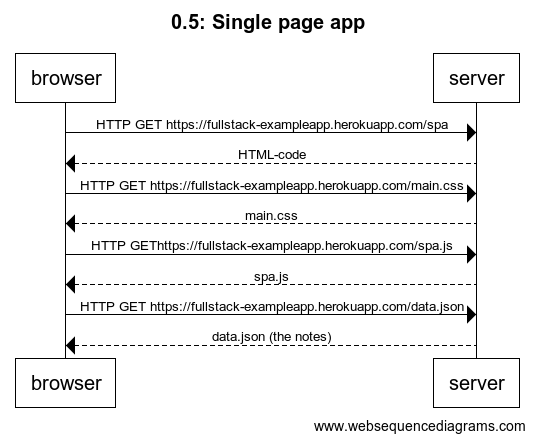 0.5: Single page app
browser server
HTTP GET https://fullstack-exampleapp.herokuapp.com/spa
HTML-code
HTTP GET https://fullstack-exampleapp.herokuapp.com/main.css
main.css
HTTP GEThttps://fullstack-exampleapp.herokuapp.com/spa.js
spa.js
HTTP GET https://fullstack-exampleapp.herokuapp.com/data.json
data.json (the notes)
browser server
www.websequencediagrams.com